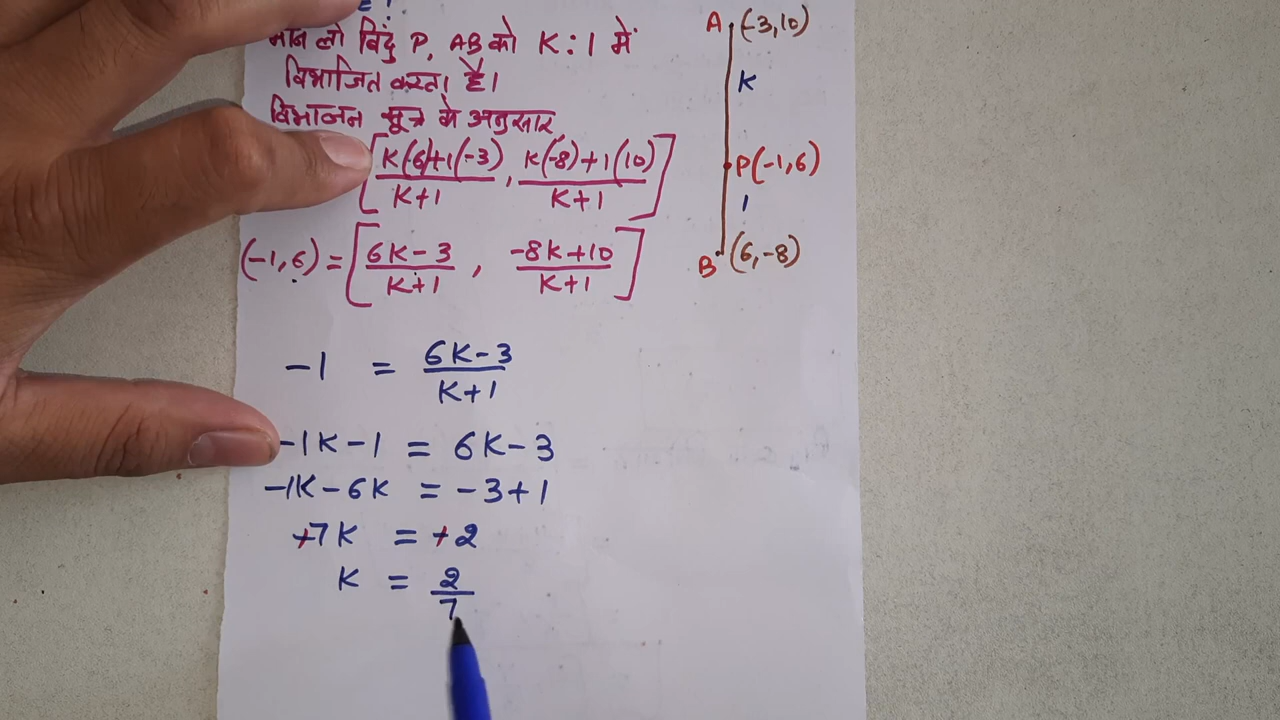 मान लो बिंदु P, AB को K : 1 में
विभाजित करता है।
विभाजन सूत्र के अनुसार,
[K(6)+1(-3)/K+1, K(-8)+1(10)/K+1]
(-1,6) = [6K-3/K+1, -8K+10/K+1]
-1 = 6K-3/K+1
-1K-1 = 6K-3
-1K-6K = -3+1
-7K = -2
K = 2/7
A (-3,10)
K
P(-1,6)
1
B (6,-8)